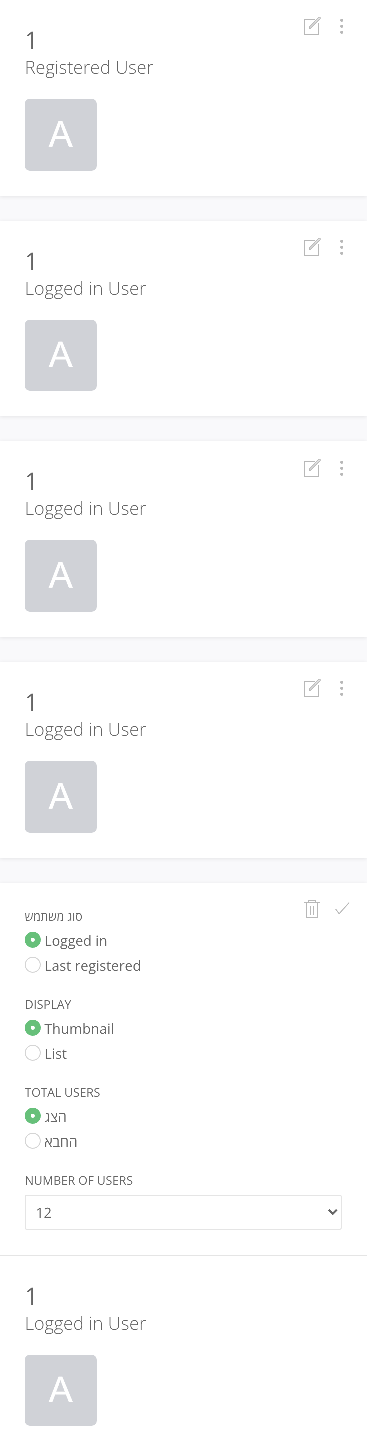 1
Registered User
A
1
Logged in User
A
1
Logged in User
A
1
Logged in User
A
סוג משתמש
Logged in
Last registered
DISPLAY
Thumbnail
List
TOTAL USERS
הצג
החבא
NUMBER OF USERS
12
1
Logged in User
A